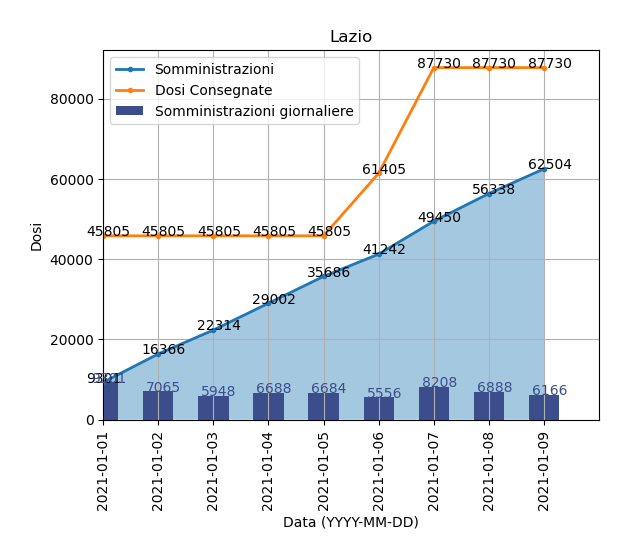 Lazio
Somministrazioni
Dosi Consegnate
Somministrazioni giornaliere
87730 87730 87730
80000
61405
62504
60000
56338
49450
45805 45805 45805 45805 45805
41242
40000
35686
29002
22314
20000
16366
9301
7065 5948 6688 6684 5556 8208 6888 6166
0
Dosi
2021-01-01
2021-01-02
2021-01-03
2021-01-04
2021-01-05
2021-01-06
2021-01-07
2021-01-08
2021-01-09
Data (YYYY-MM-DD)